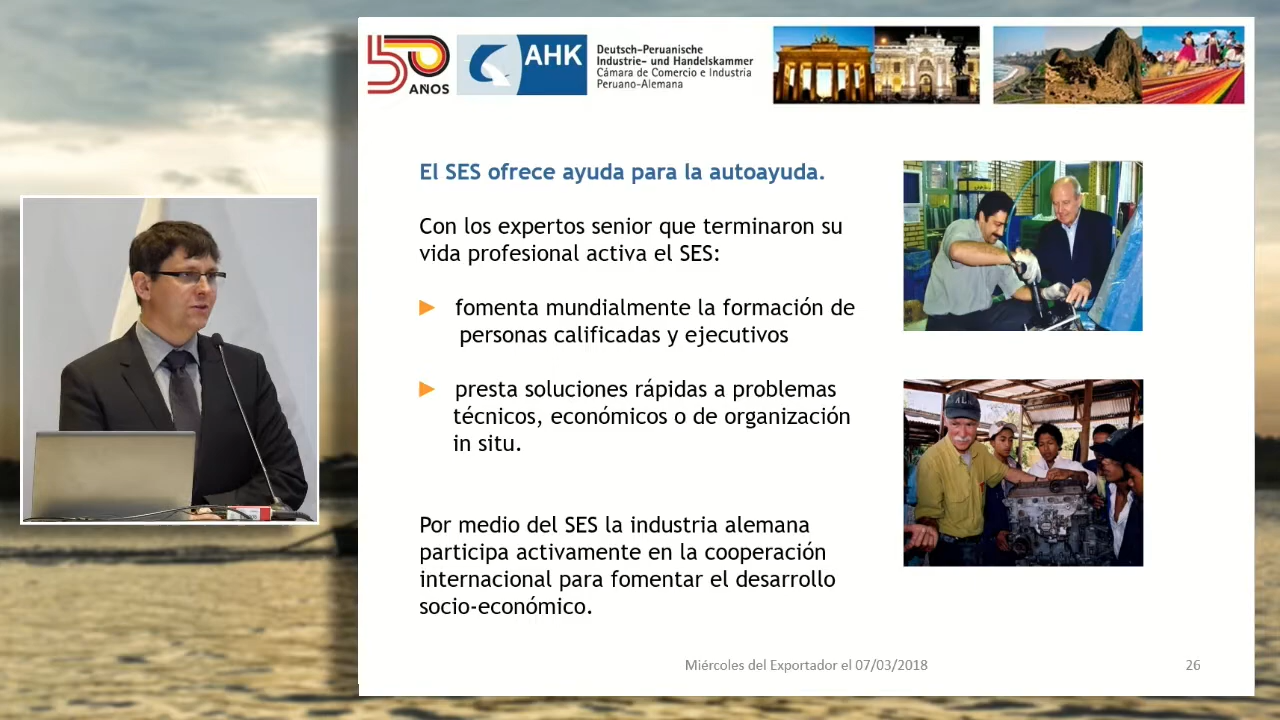 50
AÑOS
AHK
Deutsch-Peruanische
Industrie- und Handelskammer
Cámara de Comercio e Industria
Peruano-Alemana
El SES ofrece ayuda para la autoayuda.
Con los expertos senior que terminaron su
vida profesional activa el SES:
► fomenta mundialmente la formación de
personas calificadas y ejecutivos
► presta soluciones rápidas a problemas
técnicos, económicos o de organización
in situ.
Por medio del SES la industria alemana
participa activamente en la cooperación
internacional para fomentar el desarrollo
socio-económico.
Miércoles del Exportador el 07/03/2018
26